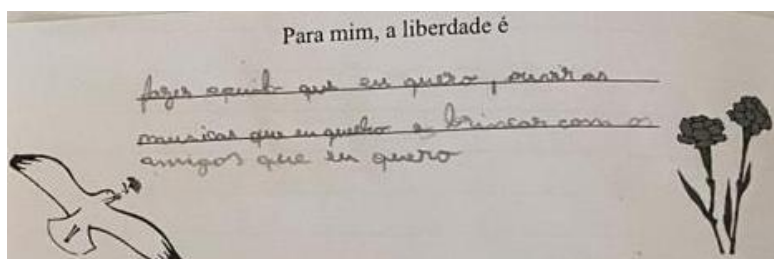 Para mim, a liberdade é
fazer aquilo que eu quero, ouvir as
musicas que eu quero e brincar com os
amigos que eu quero